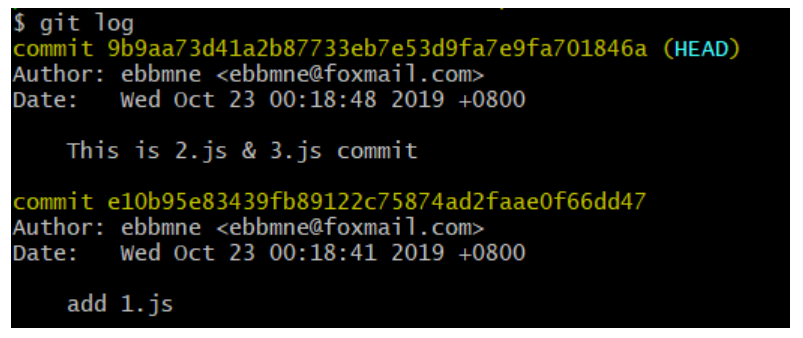 $ git log
commit 9b9aa73d41a2b87733eb7e53d9fa7e9fa701846a (HEAD)
Author: ebbmne <ebbmne@foxmail.com>
Date:   Wed Oct 23 00:18:48 2019 +0800
    This is 2.js & 3.js commit
commit e10b95e83439fb89122c75874ad2faae0f66dd47
Author: ebbmne <ebbmne@foxmail.com>
Date:   Wed Oct 23 00:18:41 2019 +0800
    add 1.js